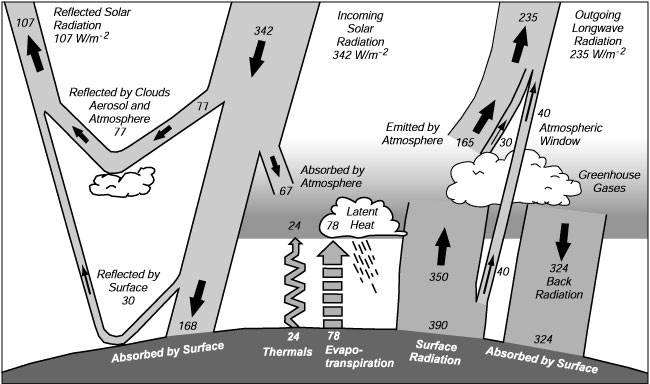 Reflected Solar
Radiation
107 W/m-2
107
342
Incoming
Solar
Radiation
342 W/m-2
235
Outgoing
Longwave
Radiation
235 W/m-2
Reflected by Clouds
Aerosol and
Atmosphere
77
77
Emitted by
Atmosphere
165
30
40
Atmospheric
Window
Greenhouse
Gases
Absorbed by
Atmosphere
67
Latent
Heat
24
78
350
40
324
Back
Radiation
Reflected by
Surface
30
168
Absorbed by Surface
24
Thermals
78
Evapo-
transpiration
390
Surface
Radiation
324
Absorbed by Surface